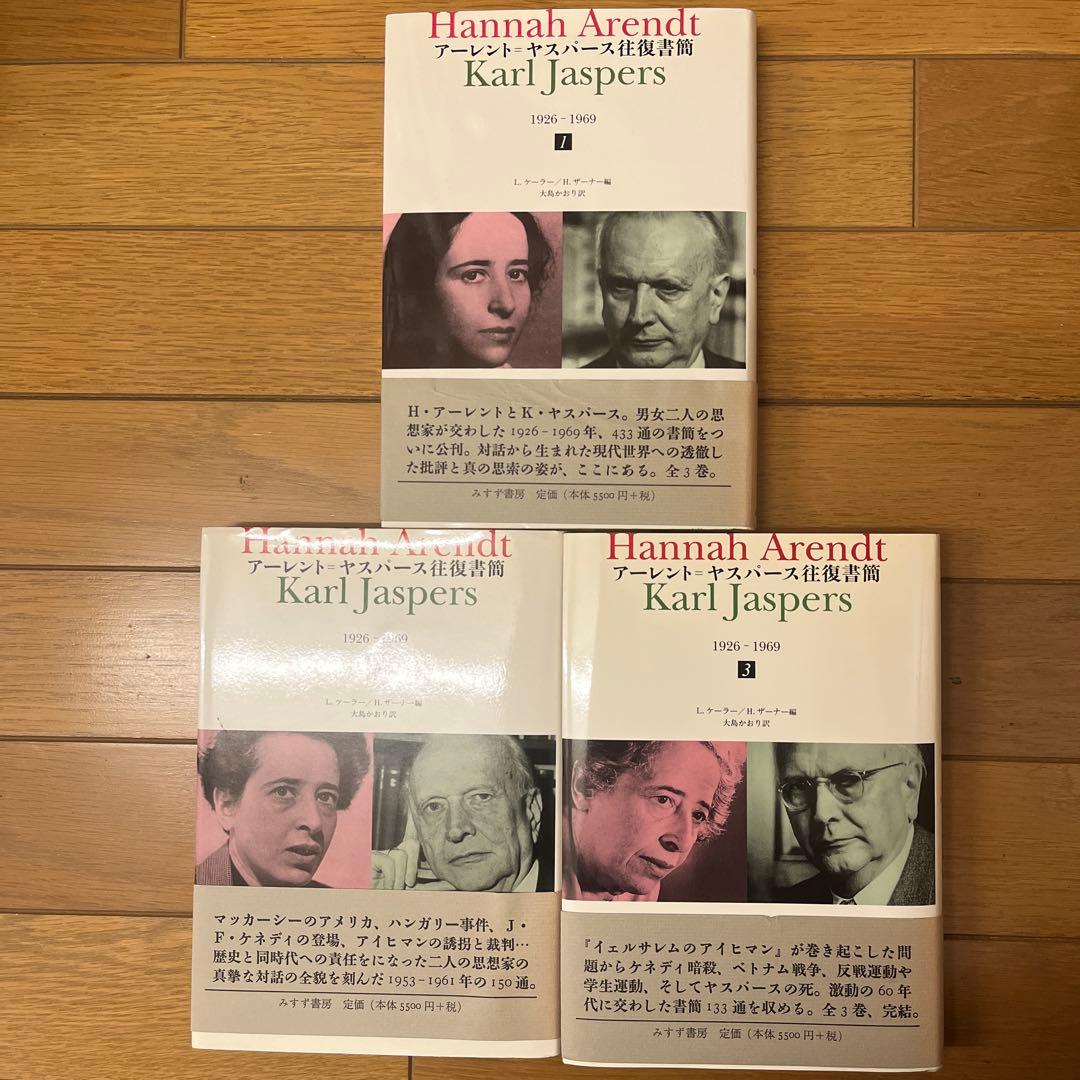 Hannah Arendt
アーレント=ヤスパース往復書簡
Karl Jaspers
1926-1969
1
L. ケーラー/H. ザーナー編
大島かおり訳
H・アーレントとK・ヤスパース。男女二人の思
想家が交わした1926-1969年、433通の書簡をつ
いに公刊。対話から生まれた現代世界への透徹し
た批評と真の思索の姿が、ここにある。全3巻。
みすず書房 定価(本体5500円+税)
Hannah Arendt
アーレント=ヤスパース往復書簡
Karl Jaspers
1926-1969
L. ケーラー/H. ザーナー編
大島かおり訳
マッカーシーのアメリカ、ハンガリー事件、J・
F・ケネディの登場、アイヒマンの誘拐と裁判…
歴史と同時代への責任をになった二人の思想家の
真摯な対話の全貌を刻んだ1953-1961年の150通。
みすず書房 定価(本体5500円+税)
Hannah Arendt
アーレント=ヤスパース往復書簡
Karl Jaspers
1926-1969
3
L. ケーラー/H. ザーナー編
大島かおり訳
『イェルサレムのアイヒマン』が巻き起こした問
題からケネディ暗殺、ベトナム戦争、反戦運動や
学生運動、そしてヤスパースの死。激動の60年
代に交わした書簡133通を収める。全3巻、完結。
みすず書房 定価(本体5500円+税)